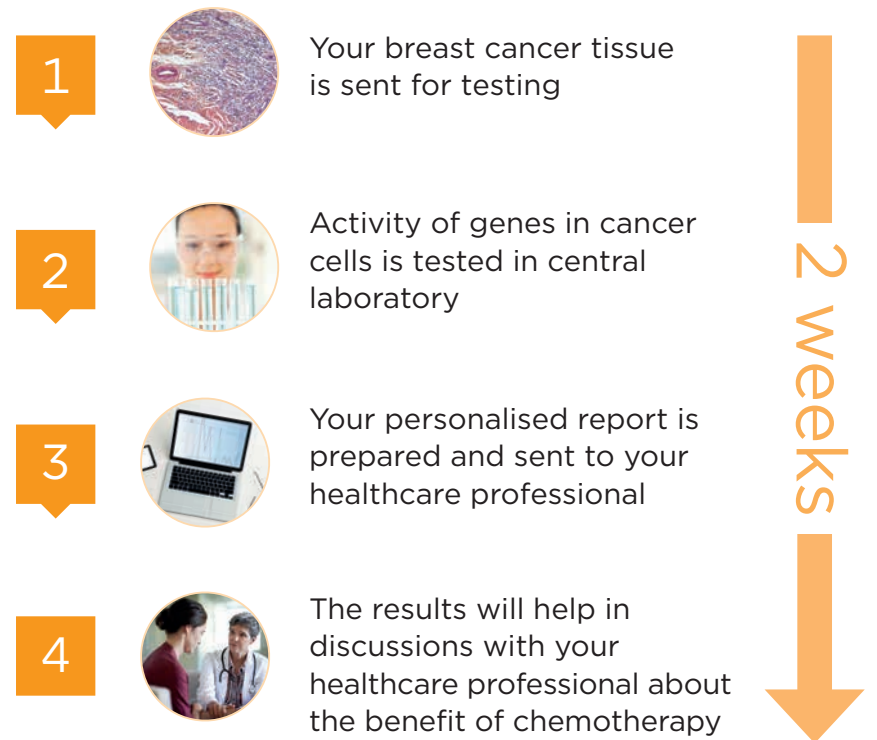 1
Your breast cancer tissue
is sent for testing
2
Activity of genes in cancer
cells is tested in central
laboratory
3
Your personalised report is
prepared and sent to your
healthcare professional
4
The results will help in
discussions with your
healthcare professional about
the benefit of chemotherapy
2 weeks